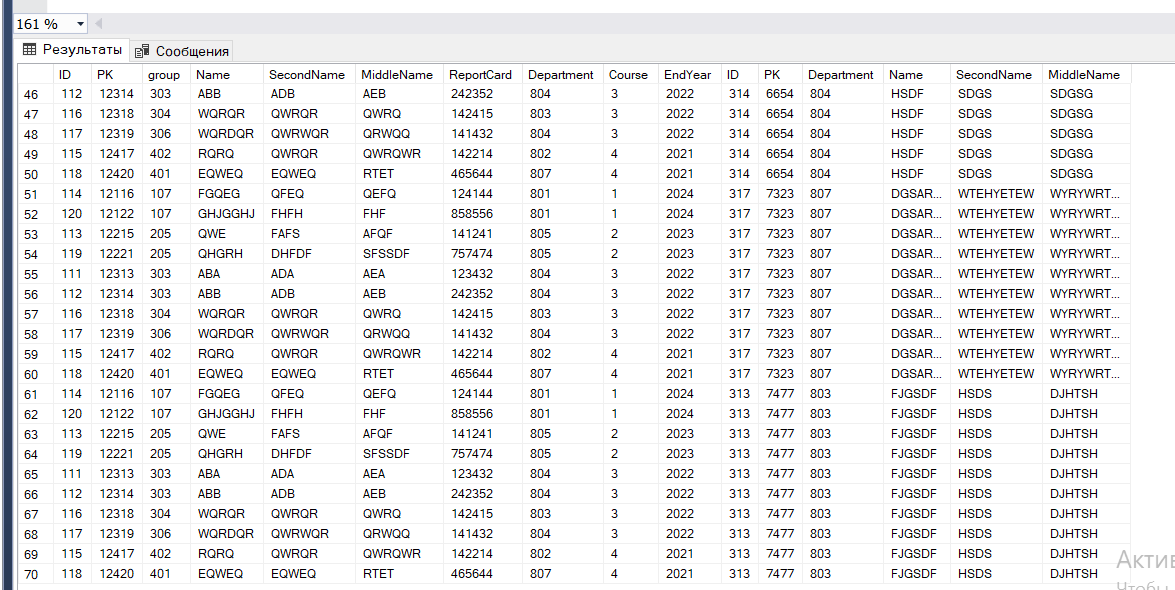 161 %
Результаты Сообщения
ID PK group Name SecondName MiddleName ReportCard Department Course EndYear ID PK Department Name SecondName MiddleName
46 112 12314 303 ABB ADB AEB 242352 804 3 2022 314 6654 804 HSDF SDGS SDGSG
47 116 12318 304 WQRQR QWRQR QWRQ 142415 803 3 2022 314 6654 804 HSDF SDGS SDGSG
48 117 12319 306 WQRDQR QWRWQR QRWQQ 141432 804 3 2022 314 6654 804 HSDF SDGS SDGSG
49 115 12417 402 RQRQ QWRQR QWRQWR 142214 802 4 2021 314 6654 804 HSDF SDGS SDGSG
50 118 12420 401 EQWEQ EQWEQ RTET 465644 807 4 2021 314 6654 804 HSDF SDGS SDGSG
51 114 12116 107 FGQEG QFEQ QEFQ 124144 801 1 2024 317 7323 807 DGSAR... WTEHYETEW WYRYWRT...
52 120 12122 107 GHJGGHJ FHFH FHF 858556 801 1 2024 317 7323 807 DGSAR... WTEHYETEW WYRYWRT...
53 113 12215 205 QWE FAFS AFQF 141241 805 2 2023 317 7323 807 DGSAR... WTEHYETEW WYRYWRT...
54 119 12221 205 QHGRH DHFDF SFSSDF 757474 805 2 2023 317 7323 807 DGSAR... WTEHYETEW WYRYWRT...
55 111 12313 303 ABA ADA AEA 123432 804 3 2022 317 7323 807 DGSAR... WTEHYETEW WYRYWRT...
56 112 12314 303 ABB ADB AEB 242352 804 3 2022 317 7323 807 DGSAR... WTEHYETEW WYRYWRT...
57 116 12318 304 WQRQR QWRQR QWRQ 142415 803 3 2022 317 7323 807 DGSAR... WTEHYETEW WYRYWRT...
58 117 12319 306 WQRDQR QWRWQR QRWQQ 141432 804 3 2022 317 7323 807 DGSAR... WTEHYETEW WYRYWRT...
59 115 12417 402 RQRQ QWRQR QWRQWR 142214 802 4 2021 317 7323 807 DGSAR... WTEHYETEW WYRYWRT...
60 118 12420 401 EQWEQ EQWEQ RTET 465644 807 4 2021 317 7323 807 DGSAR... WTEHYETEW WYRYWRT...
61 114 12116 107 FGQEG QFEQ QEFQ 124144 801 1 2024 313 7477 803 FJGSDF HSDS DJHTSH
62 120 12122 107 GHJGGHJ FHFH FHF 858556 801 1 2024 313 7477 803 FJGSDF HSDS DJHTSH
63 113 12215 205 QWE FAFS AFQF 141241 805 2 2023 313 7477 803 FJGSDF HSDS DJHTSH
64 119 12221 205 QHGRH DHFDF SFSSDF 757474 805 2 2023 313 7477 803 FJGSDF HSDS DJHTSH
65 111 12313 303 ABA ADA AEA 123432 804 3 2022 313 7477 803 FJGSDF HSDS DJHTSH
66 112 12314 303 ABB ADB AEB 242352 804 3 2022 313 7477 803 FJGSDF HSDS DJHTSH
67 116 12318 304 WQRQR QWRQR QWRQ 142415 803 3 2022 313 7477 803 FJGSDF HSDS DJHTSH
68 117 12319 306 WQRDQR QWRWQR QRWQQ 141432 804 3 2022 313 7477 803 FJGSDF HSDS DJHTSH
69 115 12417 402 RQRQ QWRQR QWRQWR 142214 802 4 2021 313 7477 803 FJGSDF HSDS DJHTSH
70 118 12420 401 EQWEQ EQWEQ RTET 465644 807 4 2021 313 7477 803 FJGSDF HSDS DJHTSH
Актив